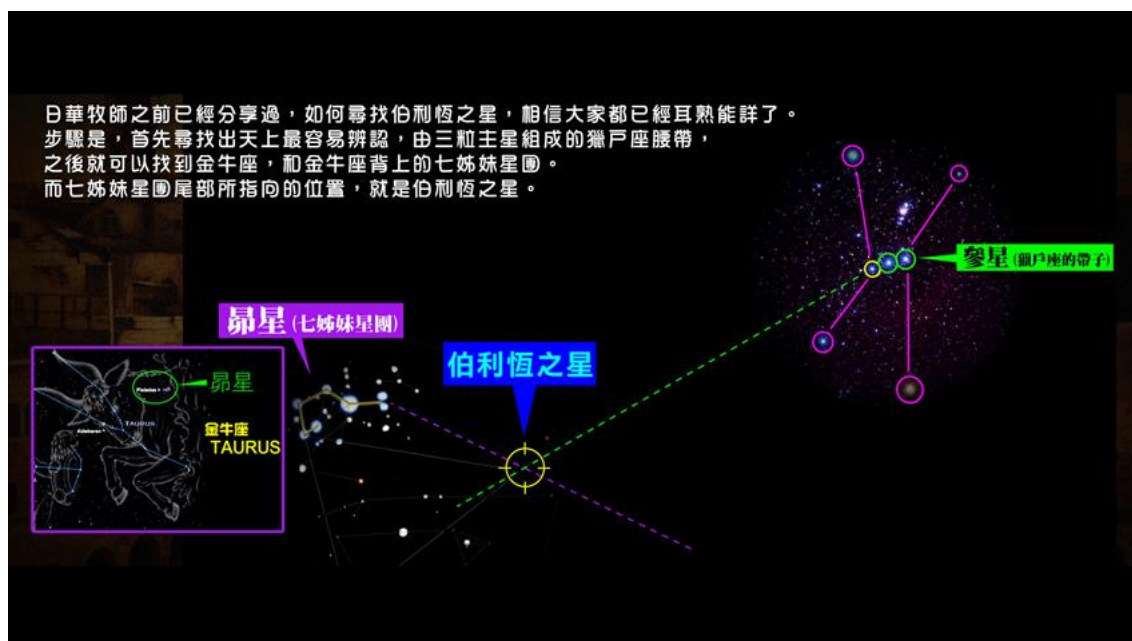 日華牧師之前已經分享過，如何尋找伯利恆之星，相信大家都已經耳熟能詳了。
步驟是，首先尋找出天上最容易辨認，由三粒主星組成的獵戶座腰帶，
之後就可以找到金牛座，和金牛座背上的七姊妹星團。
而七姊妹星團尾部所指向的位置，就是伯利恆之星。
參星(獵戶座的帶子)
昴星(七姊妹星團)
伯利恆之星
昴星
Pleiades
TAURUS
Aldebaran
金牛座
TAURUS